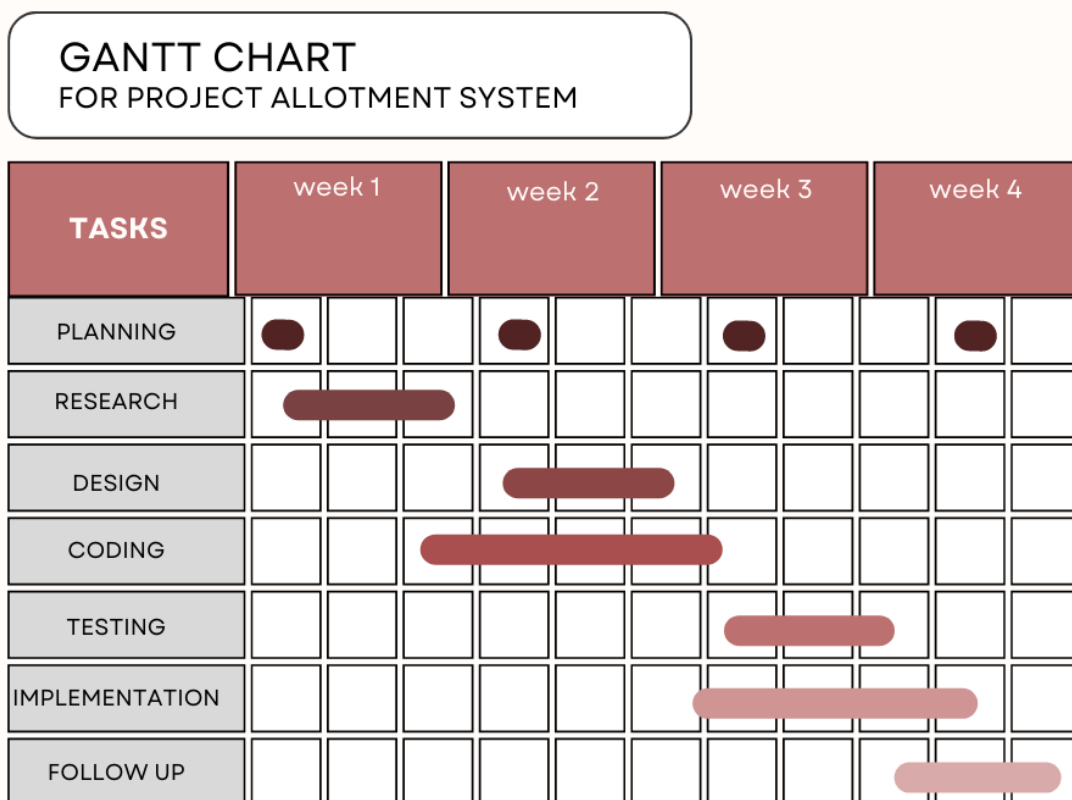 GANTT CHART
FOR PROJECT ALLOTMENT SYSTEM
TASKS
week 1
week 2
week 3
week 4
PLANNING
RESEARCH
DESIGN
CODING
TESTING
IMPLEMENTATION
FOLLOW UP